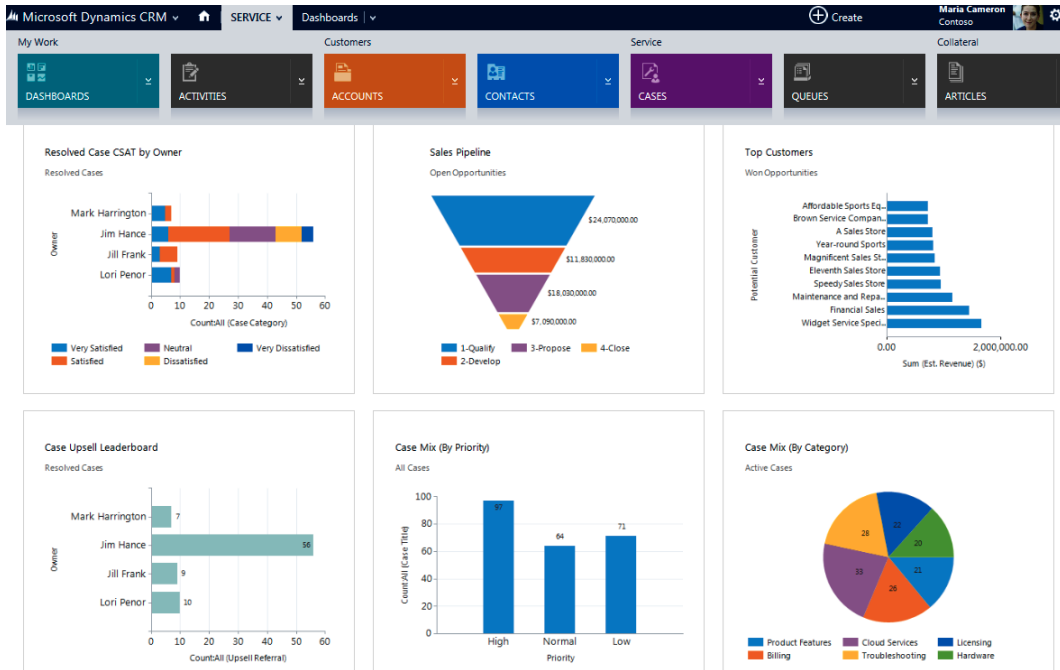 Microsoft Dynamics CRM
SERVICE
Dashboards
Create
Maria Cameron
Contoso
My Work
Customers
Service
Collateral
DASHBOARDS
ACTIVITIES
ACCOUNTS
CONTACTS
CASES
QUEUES
ARTICLES
Resolved Case CSAT by Owner
Resolved Cases
Owner
Mark Harrington
Jim Hance
Jill Frank
Lori Penor
0 10 20 30 40 50 60
Count:All (Case Category)
Very Satisfied Neutral Very Dissatisfied
Satisfied Dissatisfied
Sales Pipeline
Open Opportunities
$24,070,000.00
$11,830,000.00
$18,030,000.00
$7,090,000.00
1-Qualify 3-Propose 4-Close
2-Develop
Top Customers
Won Opportunities
Potential Customer
Affordable Sports Eq...
Brown Service Compan...
A Sales Store
Year-round Sports
Magnificent Sales St...
Eleventh Sales Store
Speedy Sales Store
Maintenance and Repa...
Financial Sales
Widget Service Speci...
0.00 2,000,000.00
Sum (Est. Revenue) ($)
Case Upsell Leaderboard
Resolved Cases
Owner
Mark Harrington 7
Jim Hance 56
Jill Frank 9
Lori Penor 10
0 10 20 30 40 50 60
Count:All (Upsell Referral)
Case Mix (By Priority)
All Cases
Count:All (Case Title)
100
80
60
40
20
0
97
64
71
High Normal Low
Priority
Case Mix (By Category)
Active Cases
22
28
20
33
21
26
Product Features Cloud Services Licensing
Billing Troubleshooting Hardware